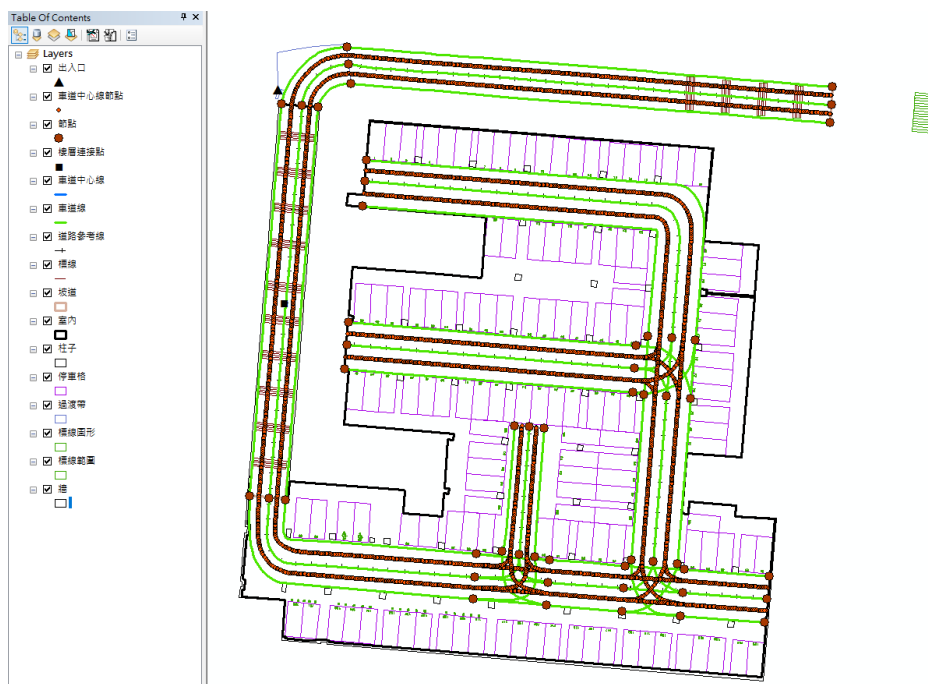 Table Of Contents
Layers
出入口
車道中心線節點
節點
樓層連接點
車道中心線
車道線
道路參考線
標線
坡道
室內
柱子
停車格
過渡帶
標線圖形
標線範圍
牆